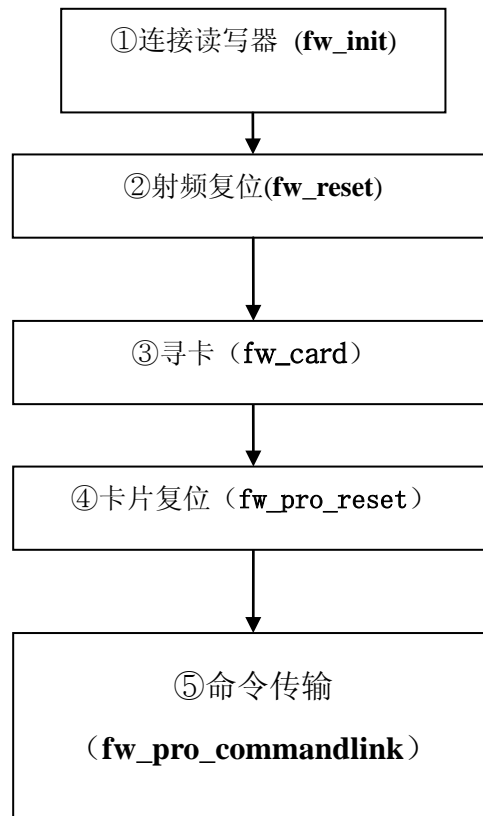 ①连接读写器 (fw_init)
②射频复位(fw_reset)
③寻卡（fw_card）
④卡片复位（fw_pro_reset）
⑤命令传输
（fw_pro_commandlink）